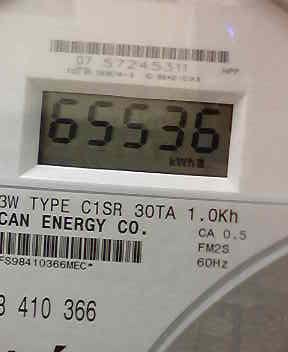 07 57245311
65536
kWh
3W TYPE C1SR 30TA 1.0Kh
CAN ENERGY CO.
CA 0.5
FM2S
60Hz
FS98410366MEC*
8 410 366